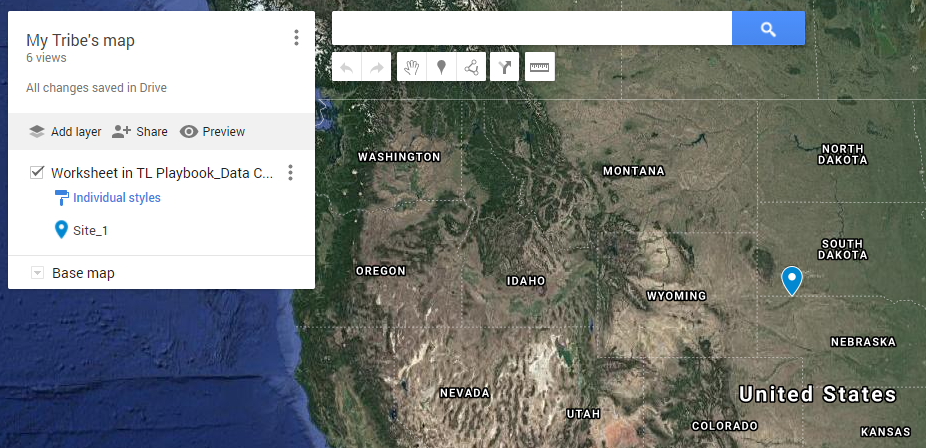 My Tribe's map
6 views
All changes saved in Drive
Add layer
Share
Preview
Worksheet in TL Playbook_Data C...
Individual styles
Site_1
Base map
WASHINGTON
MONTANA
NORTH
DAKOTA
SOUTH
DAKOTA
OREGON
IDAHO
WYOMING
NEBRASKA
NEVADA
United States
UTAH
COLORADO
KANSAS